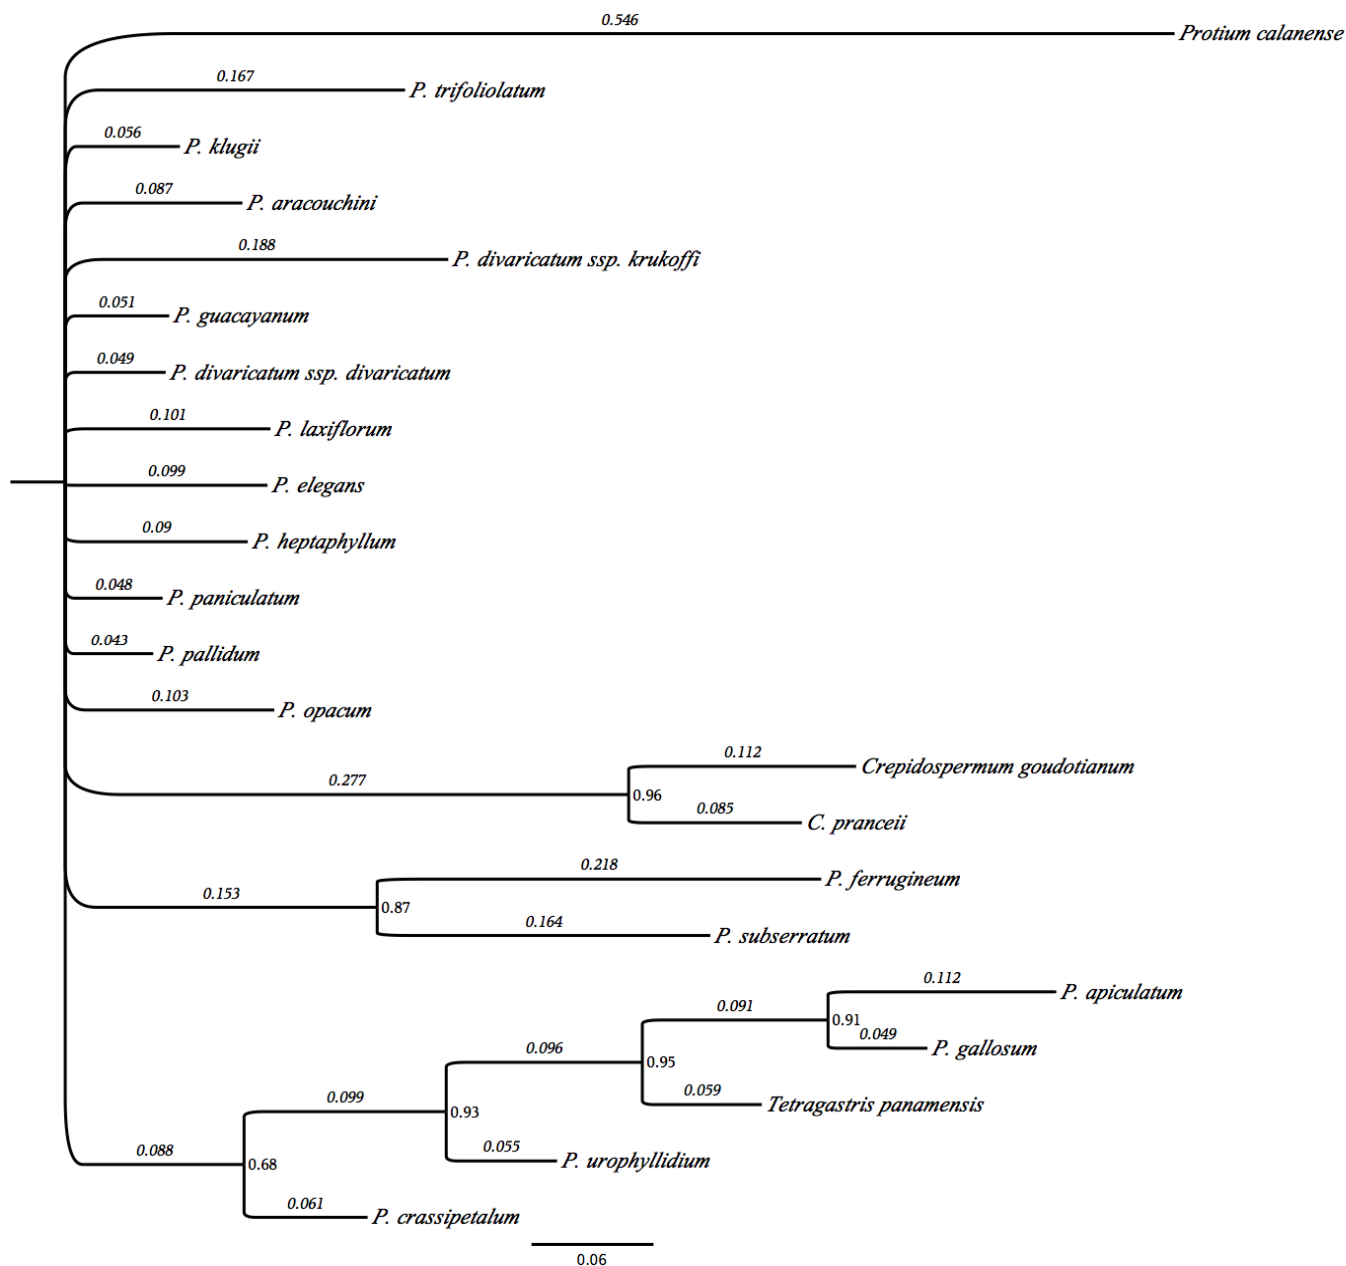 0.546
Protium calanense
0.167
P. trifoliolatum
0.056
P. klugii
0.087
P. aracouchini
0.188
P. divaricatum ssp. krukoffi
0.051
P. guacayanum
0.049
P. divaricatum ssp. divaricatum
0.101
P. laxiflorum
0.099
P. elegans
0.09
P. heptaphyllum
0.048
P. paniculatum
0.043
P. pallidum
0.103
P. opacum
0.112
Crepidospermum goudotianum
0.277
0.96
0.085
C. pranceii
0.218
P. ferrugineum
0.153
0.87
0.164
P. subserratum
0.112
P. apiculatum
0.091
0.91
0.049
P. gallosum
0.096
0.95
0.059
Tetragastris panamensis
0.099
0.93
0.055
P. urophyllidium
0.088
0.68
0.061
P. crassipetalum
0.06